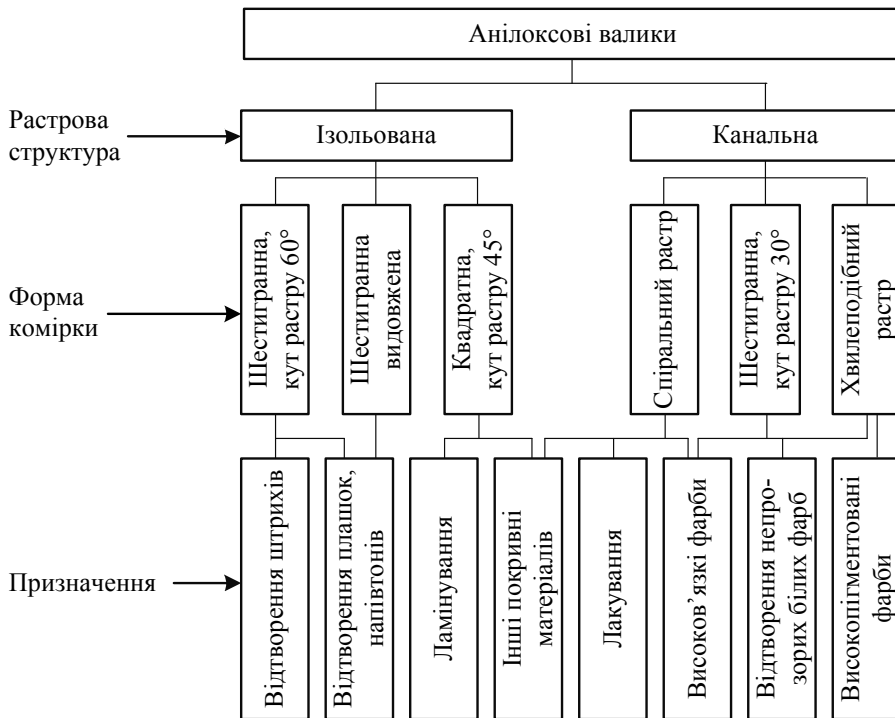 Анілоксові валики
Растрова
структура
Ізольована
Канальна
Форма
комірки
Шестигранна,
кут растру 60°
Шестигранна
видовжена
Квадратна,
кут растру 45°
Спіральний растр
Шестигранна,
кут растру 30°
Хвилеподібний
растр
Призначення
Відтворення штрихів
Відтворення плашок,
напівтонів
Ламінування
Інші покривні
матеріалів
Лакування
Високов’язкі фарби
Відтворення непро-
зорих білих фарб
Високопігментовані
фарби